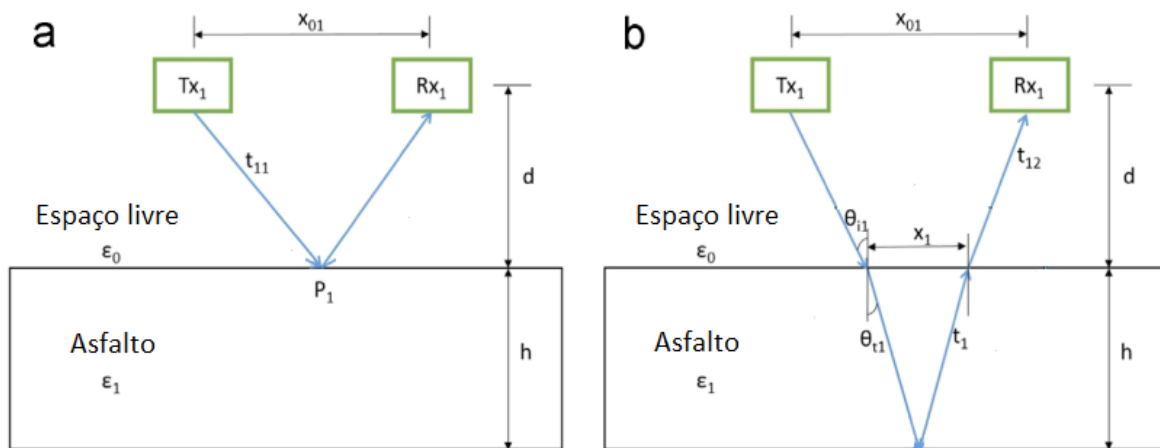 a
x₀₁
Tx₁
Rx₁
t₁₁
d
Espaço livre
ε₀
P₁
Asfalto
ε₁
h
b
x₀₁
Tx₁
Rx₁
t₁₂
d
Espaço livre
θᵢ₁
x₁
ε₀
Asfalto
θₜ₁
t₁
ε₁
h